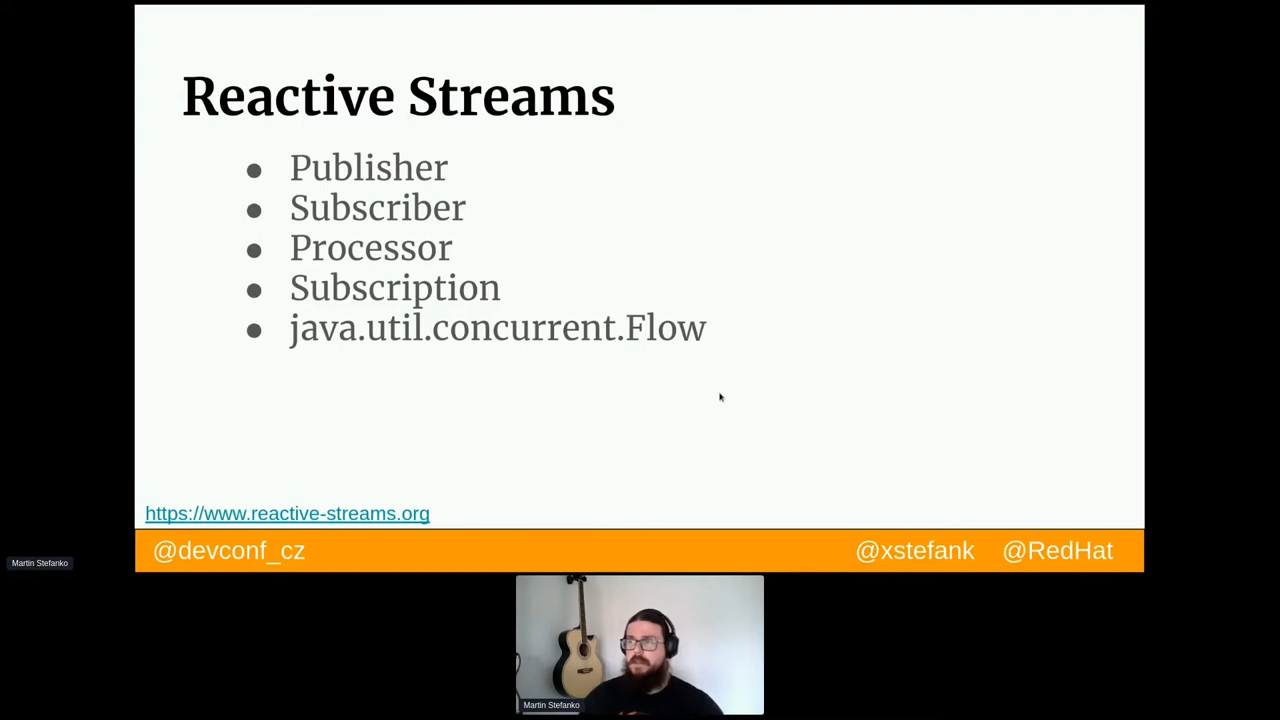 Reactive Streams
● Publisher
● Subscriber
● Processor
● Subscription
● java.util.concurrent.Flow
https://www.reactive-streams.org
@devconf_cz @xstefank @RedHat
Martin Stefanko
Martin Stefanko